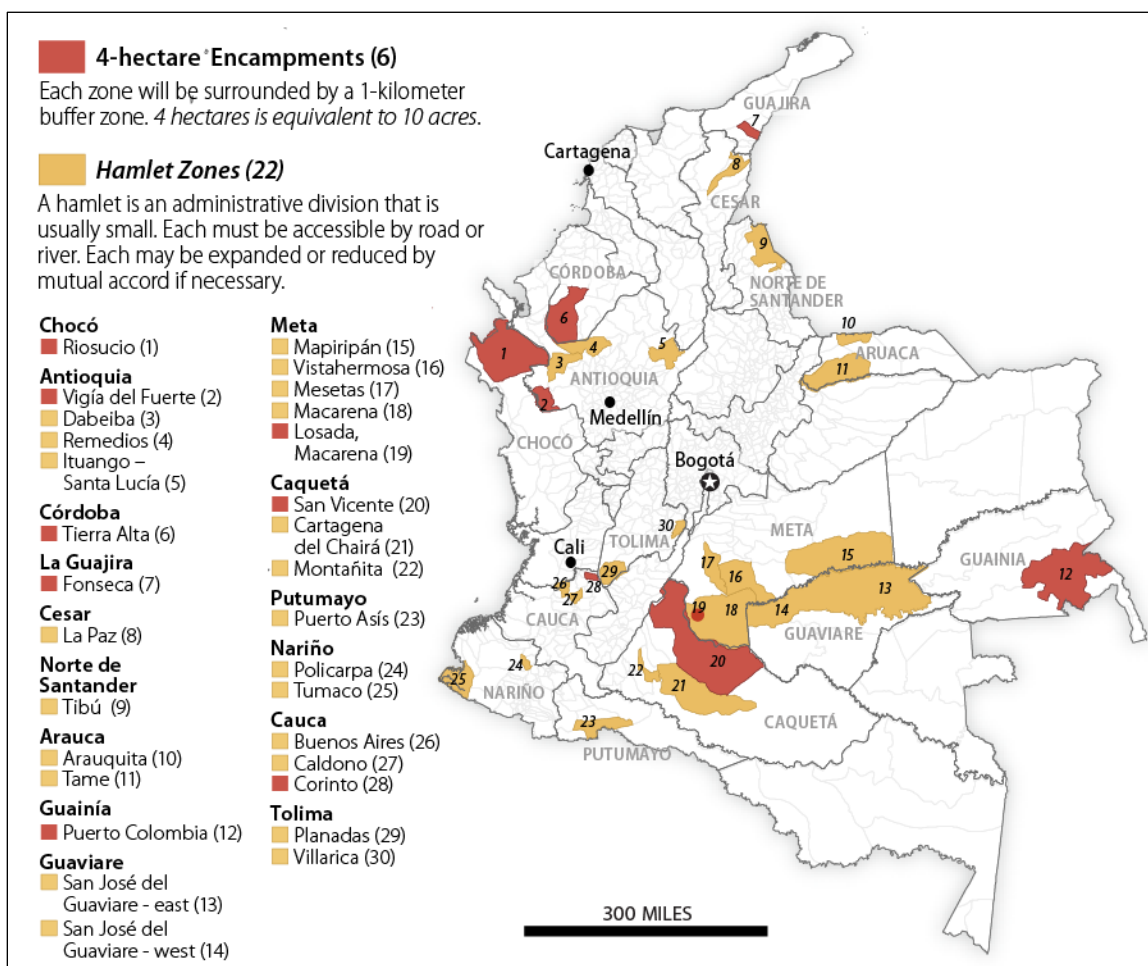 4-hectare Encampments (6)
Each zone will be surrounded by a 1-kilometer
buffer zone. 4 hectares is equivalent to 10 acres.
Hamlet Zones (22)
A hamlet is an administrative division that is
usually small. Each must be accessible by road or
river. Each may be expanded or reduced by
mutual accord if necessary.
Chocó
Riosucio (1)
Antioquia
Vigía del Fuerte (2)
Dabeiba (3)
Remedios (4)
Ituango –
Santa Lucía (5)
Córdoba
Tierra Alta (6)
La Guajira
Fonseca (7)
Cesar
La Paz (8)
Norte de
Santander
Tibú (9)
Arauca
Arauquita (10)
Tame (11)
Guainía
Puerto Colombia (12)
Guaviare
San José del
Guaviare - east (13)
San José del
Guaviare - west (14)
Meta
Mapiripán (15)
Vistahermosa (16)
Mesetas (17)
Macarena (18)
Losada,
Macarena (19)
Caquetá
San Vicente (20)
Cartagena
del Chairá (21)
Montañita (22)
Putumayo
Puerto Asís (23)
Nariño
Policarpa (24)
Tumaco (25)
Cauca
Buenos Aires (26)
Caldono (27)
Corinto (28)
Tolima
Planadas (29)
Villarica (30)
GUAJIRA
7
Cartagena
8
CESAR
9
NORTE DE
SANTANDER
CÓRDOBA
6
10
ARUACA
11
1
5
4
3
ANTIOQUIA
2
Medellín
CHOCÓ
Bogotá
30
TOLIMA
META
Cali
29
28
26
27
CAUCA
17
16
15
GUAINIA
12
13
14
19
18
GUAVIARE
20
22
21
24
25
NARIÑO
23
PUTUMAYO
CAQUETÁ
300 MILES